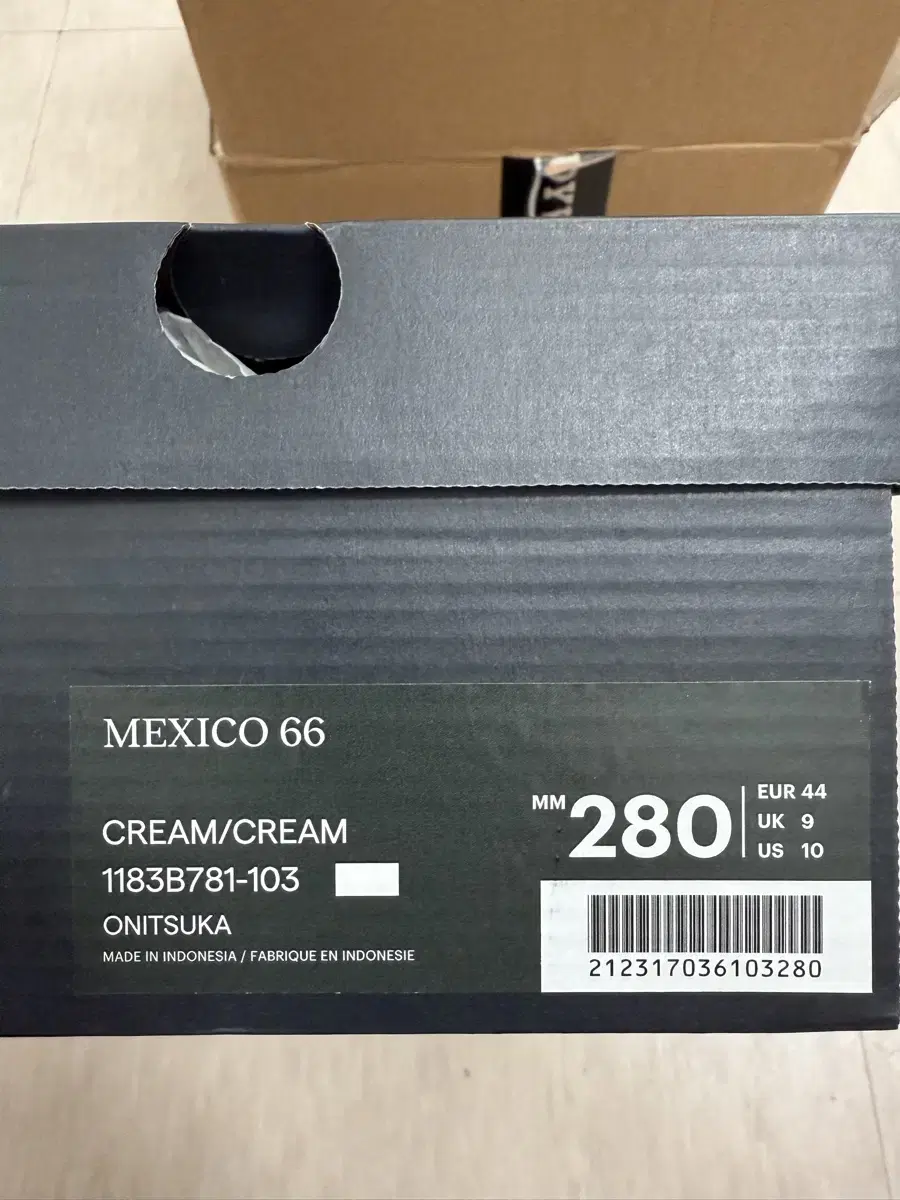 MEXICO 66
CREAM/CREAM
1183B781-103
ONITSUKA
MADE IN INDONESIA / FABRIQUE EN INDONESIE
MM 280
EUR 44
UK 9
US 10
212317036103280